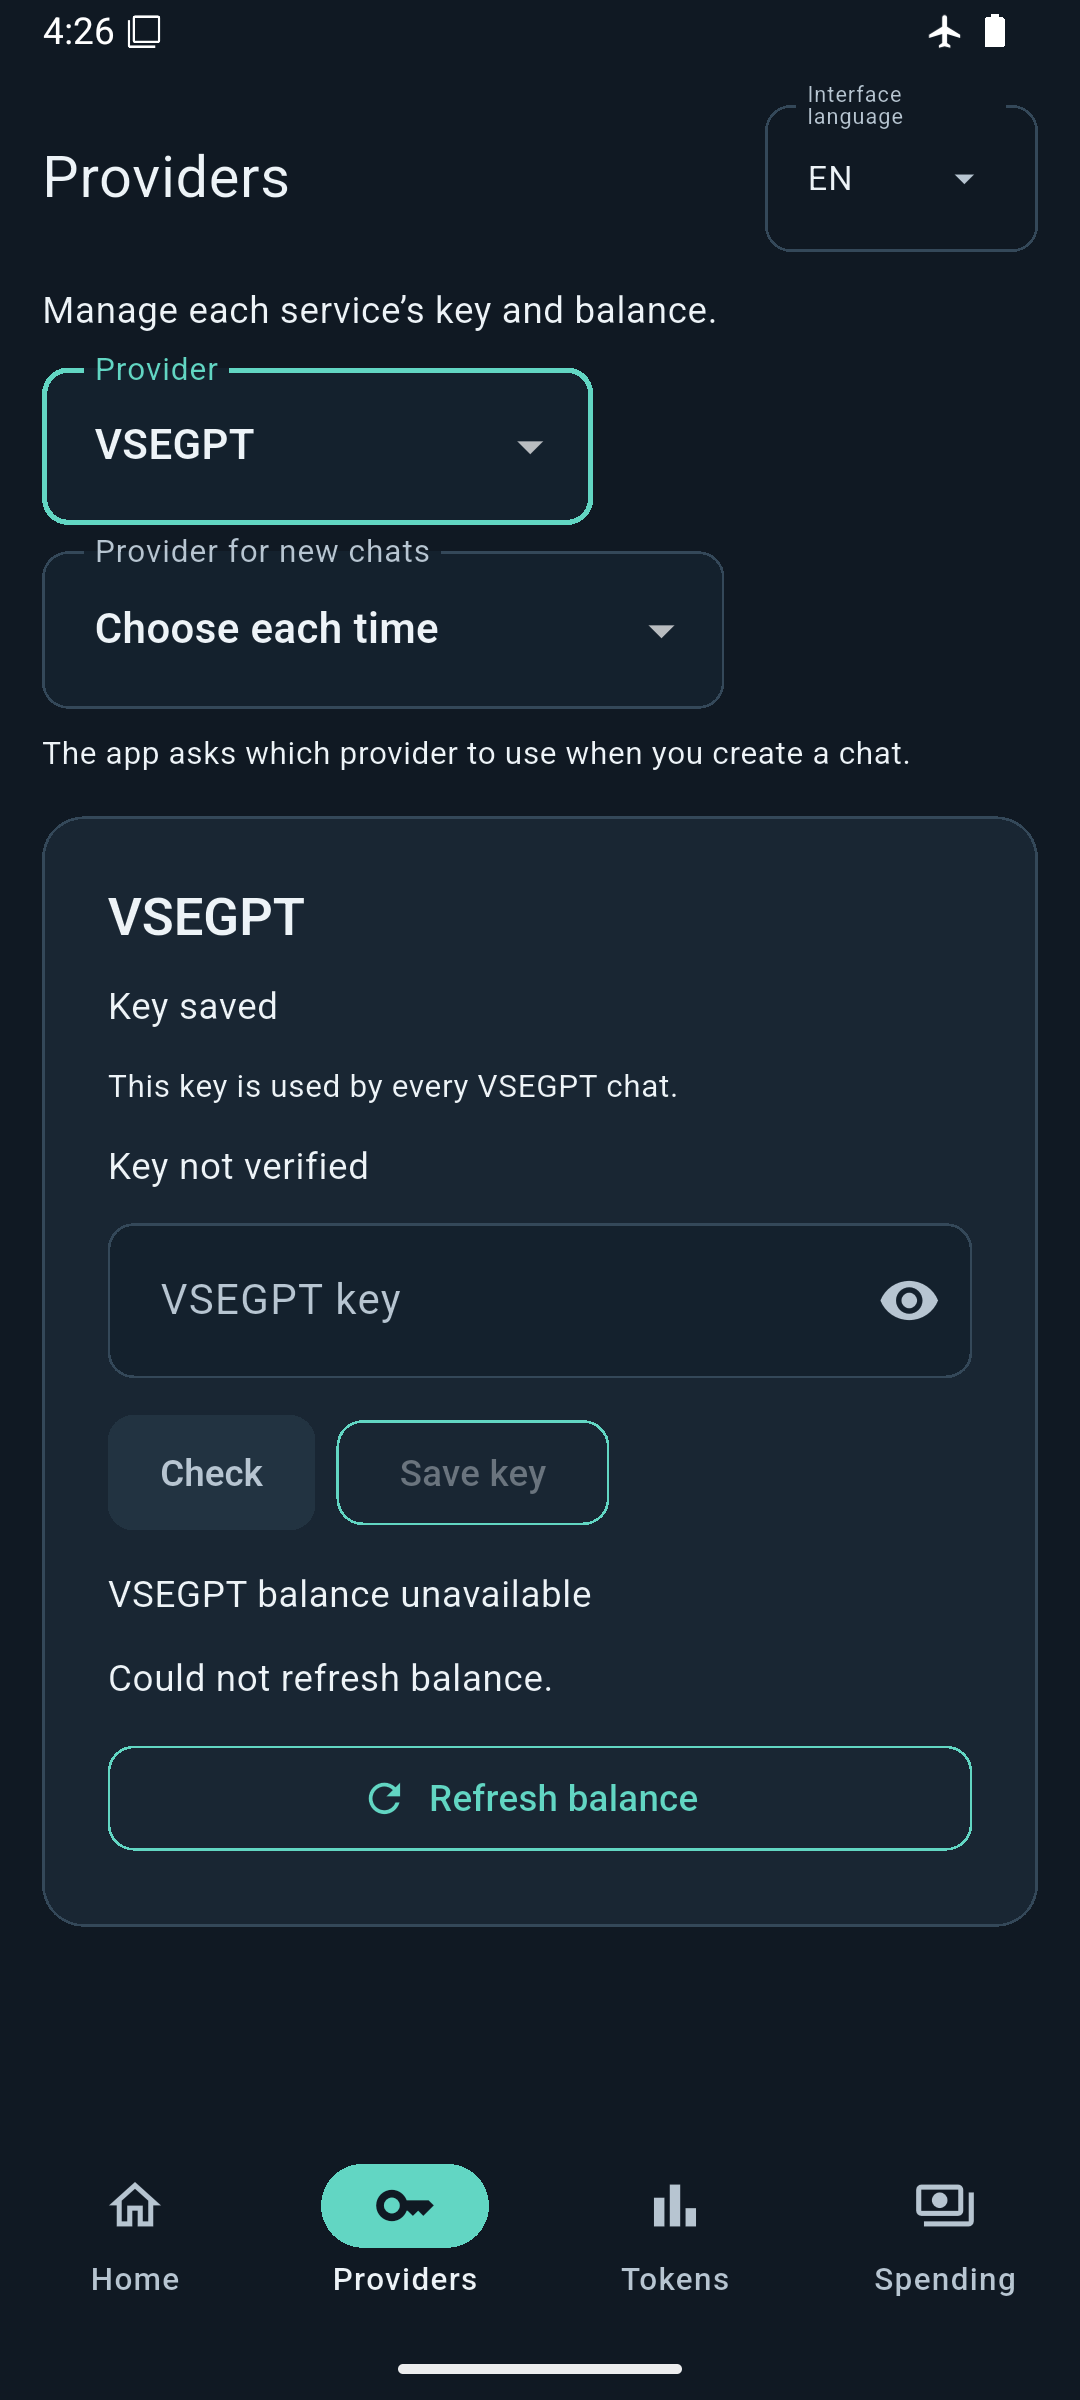 4:26
Interface
language
Providers
EN
Manage each service’s key and balance.
Provider
VSEGPT
Provider for new chats
Choose each time
The app asks which provider to use when you create a chat.
VSEGPT
Key saved
This key is used by every VSEGPT chat.
Key not verified
VSEGPT key
Check
Save key
VSEGPT balance unavailable
Could not refresh balance.
Refresh balance
Home
Providers
Tokens
Spending